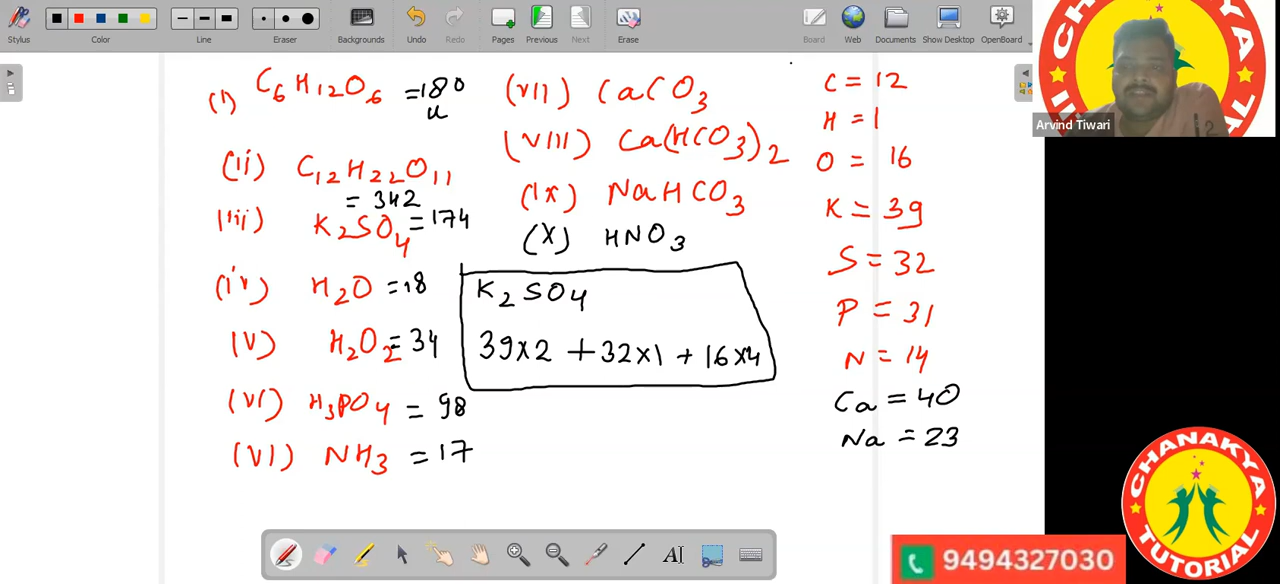 Stylus
Color
Line
Eraser
Backgrounds
Undo
Redo
Pages
Previous
Next
Erase
Board
Web
Documents
Show Desktop
OpenBoard
Arvind Tiwari
(i) C6H12O6 = 180 u
(ii) C12H22O11 = 342
(iii) K2SO4 = 174
(iv) H2O = 18
(V) H2O2 = 34
(VI) H3PO4 = 98
(VI) NH3 = 17
(VII) CaCO3
(VIII) Ca(HCO3)2
(IX) NaHCO3
(X) HNO3
K2SO4
39x2 + 32x1 + 16x4
C = 12
H = 1
O = 16
K = 39
S = 32
P = 31
N = 14
Ca = 40
Na = 23
CHANAKYA
TUTORIAL
9494327030